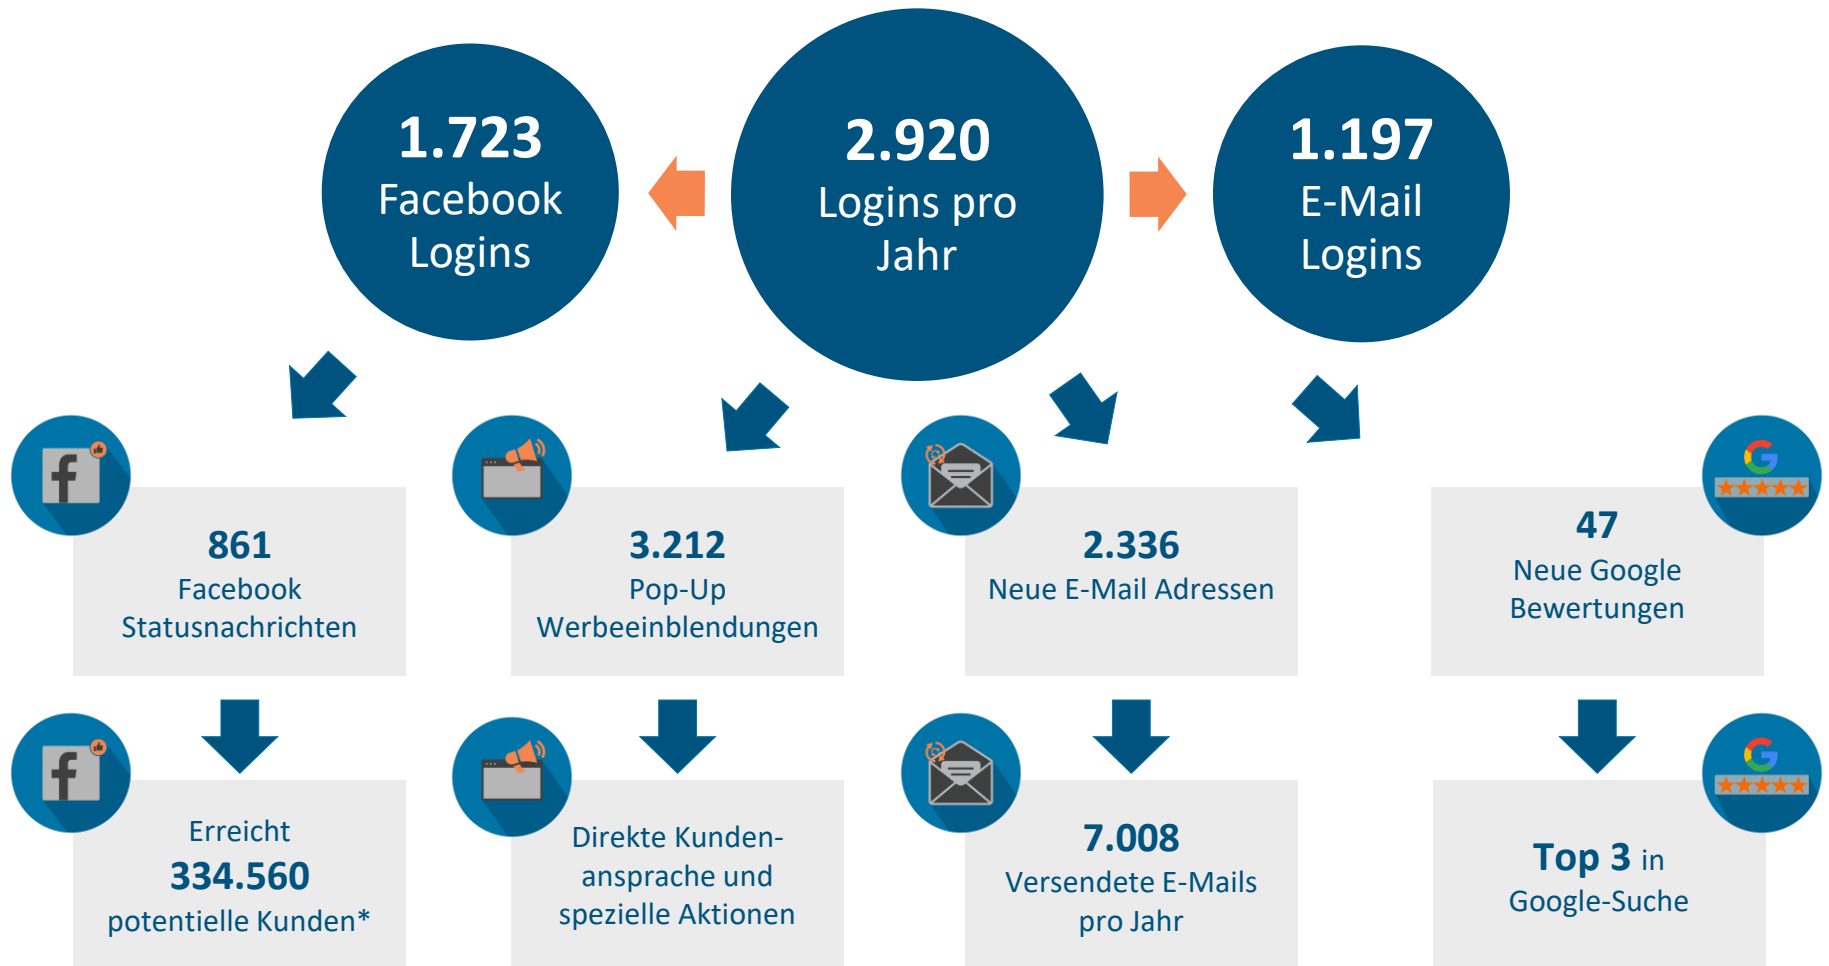 1.723
Facebook
Logins
2.920
Logins pro
Jahr
1.197
E-Mail
Logins
861
Facebook
Statusnachrichten
3.212
Pop-Up
Werbeeinblendungen
2.336
Neue E-Mail Adressen
47
Neue Google
Bewertungen
Erreicht
334.560
potentielle Kunden*
Direkte Kunden-
ansprache und
spezielle Aktionen
7.008
Versendete E-Mails
pro Jahr
Top 3 in
Google-Suche